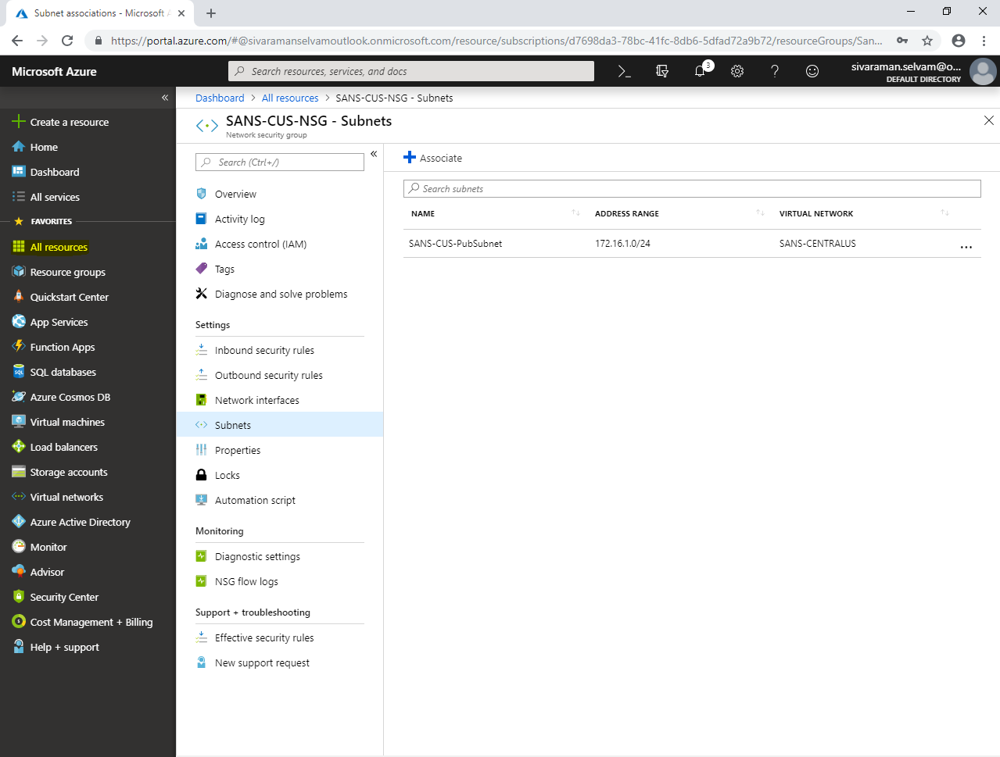 Subnet associations - Microsoft A
https://portal.azure.com/#@sivaramanselvamoutlook.onmicrosoft.com/resource/subscriptions/d7698da3-78bc-41fc-8db6-5dfad72a9b72/resourceGroups/San...
Microsoft Azure
Search resources, services, and docs
3
sivaraman.selvam@o...
DEFAULT DIRECTORY
Create a resource
Home
Dashboard
All services
FAVORITES
All resources
Resource groups
Quickstart Center
App Services
Function Apps
SQL databases
Azure Cosmos DB
Virtual machines
Load balancers
Storage accounts
Virtual networks
Azure Active Directory
Monitor
Advisor
Security Center
Cost Management + Billing
Help + support
Dashboard > All resources > SANS-CUS-NSG - Subnets
SANS-CUS-NSG - Subnets
Network security group
Search (Ctrl+/)
Overview
Activity log
Access control (IAM)
Tags
Diagnose and solve problems
Settings
Inbound security rules
Outbound security rules
Network interfaces
Subnets
Properties
Locks
Automation script
Monitoring
Diagnostic settings
NSG flow logs
Support + troubleshooting
Effective security rules
New support request
Associate
Search subnets
NAME ADDRESS RANGE VIRTUAL NETWORK
SANS-CUS-PubSubnet 172.16.1.0/24 SANS-CENTRALUS ...